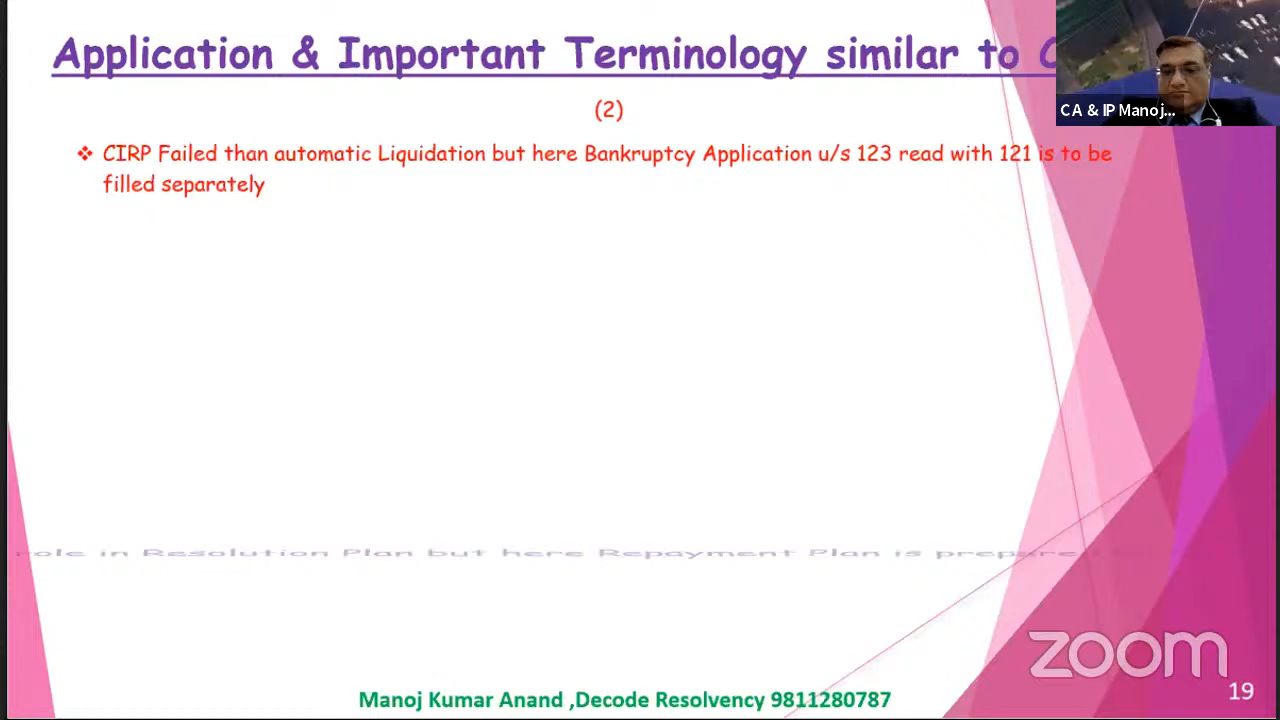 Application & Important Terminology similar to C
(2)
CA & IP Manoj...
❖ CIRP Failed than automatic Liquidation but here Bankruptcy Application u/s 123 read with 121 is to be
filled separately
role in Resolution Plan but here Repayment Plan is prepare
zoom
Manoj Kumar Anand ,Decode Resolvency 9811280787
19